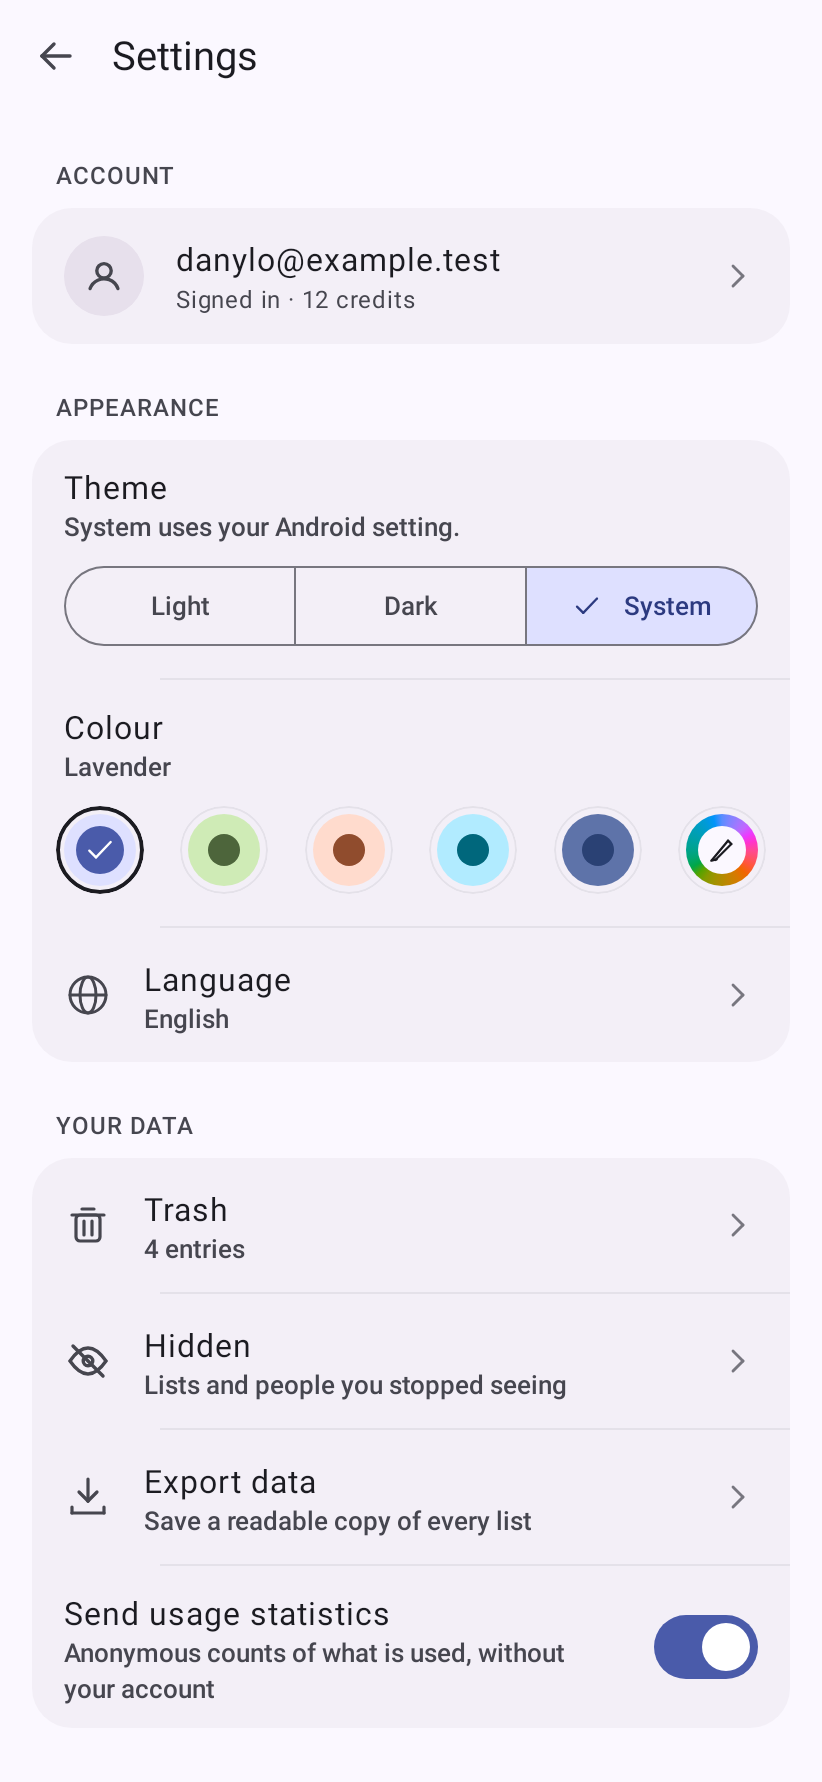 Settings
ACCOUNT
danylo@example.test
Signed in · 12 credits
APPEARANCE
Theme
System uses your Android setting.
Light
Dark
System
Colour
Lavender
Language
English
YOUR DATA
Trash
4 entries
Hidden
Lists and people you stopped seeing
Export data
Save a readable copy of every list
Send usage statistics
Anonymous counts of what is used, without
your account